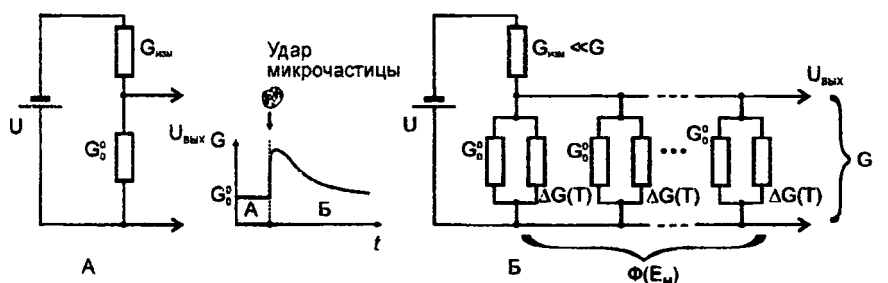 Gизм
U
G₀⁰
Uвых
А
Удар
микрочастицы
G
G₀⁰
А
Б
t
Gизм ≪G
Uвых
U
G₀⁰
G₀⁰
•••
G₀⁰
G
ΔG(T)
ΔG(T)
ΔG(T)
Б
Φ(Eм)